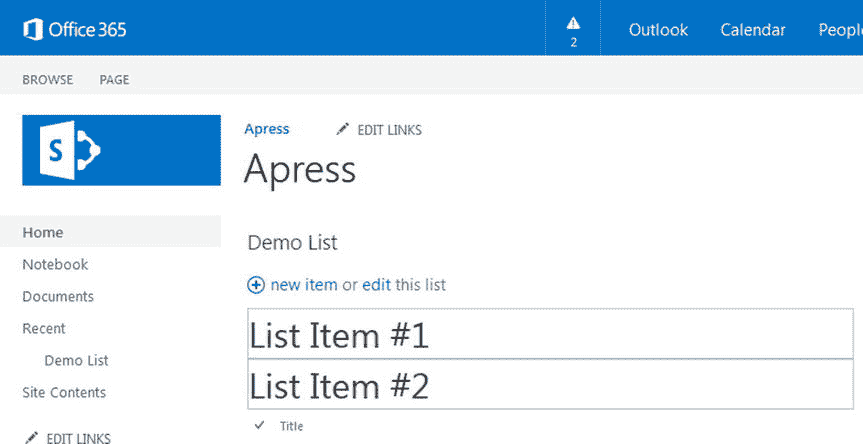 Office 365
2
Outlook
Calendar
BROWSE
PAGE
S
Apress
EDIT LINKS
Apress
Home
Notebook
Documents
Recent
Demo List
Site Contents
EDIT LINKS
Demo List
new item or edit this list
List Item #1
List Item #2
Title